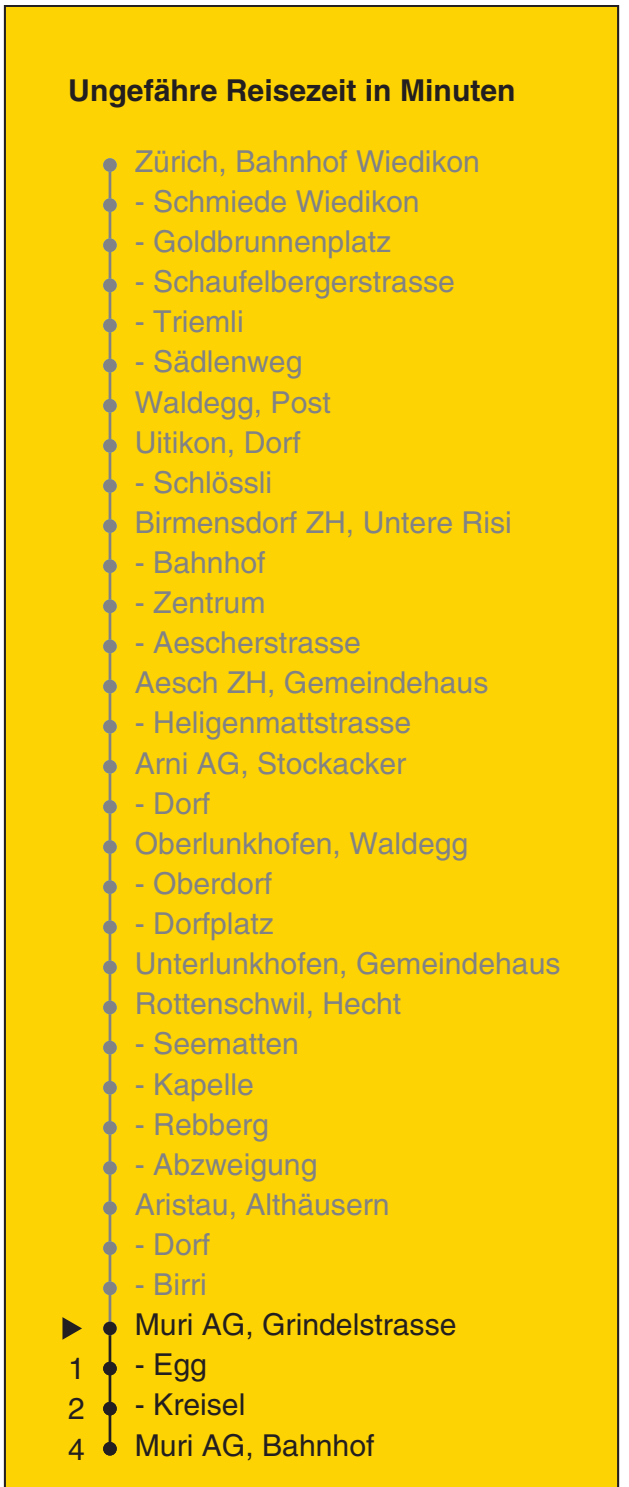 Ungefähre Reisezeit in Minuten
Zürich, Bahnhof Wiedikon
- Schmiede Wiedikon
- Goldbrunnenplatz
- Schaufelbergerstrasse
- Triemli
- Sädlenweg
Waldegg, Post
Uitikon, Dorf
- Schlössli
Birmensdorf ZH, Untere Risi
- Bahnhof
- Zentrum
- Aescherstrasse
Aesch ZH, Gemeindehaus
- Heligenmattstrasse
Arni AG, Stockacker
- Dorf
Oberlunkhofen, Waldegg
- Oberdorf
- Dorfplatz
Unterlunkhofen, Gemeindehaus
Rottenschwil, Hecht
- Seematten
- Kapelle
- Rebberg
- Abzweigung
Aristau, Althäusern
- Dorf
- Birri
Muri AG, Grindelstrasse
1 - Egg
2 - Kreisel
4 Muri AG, Bahnhof